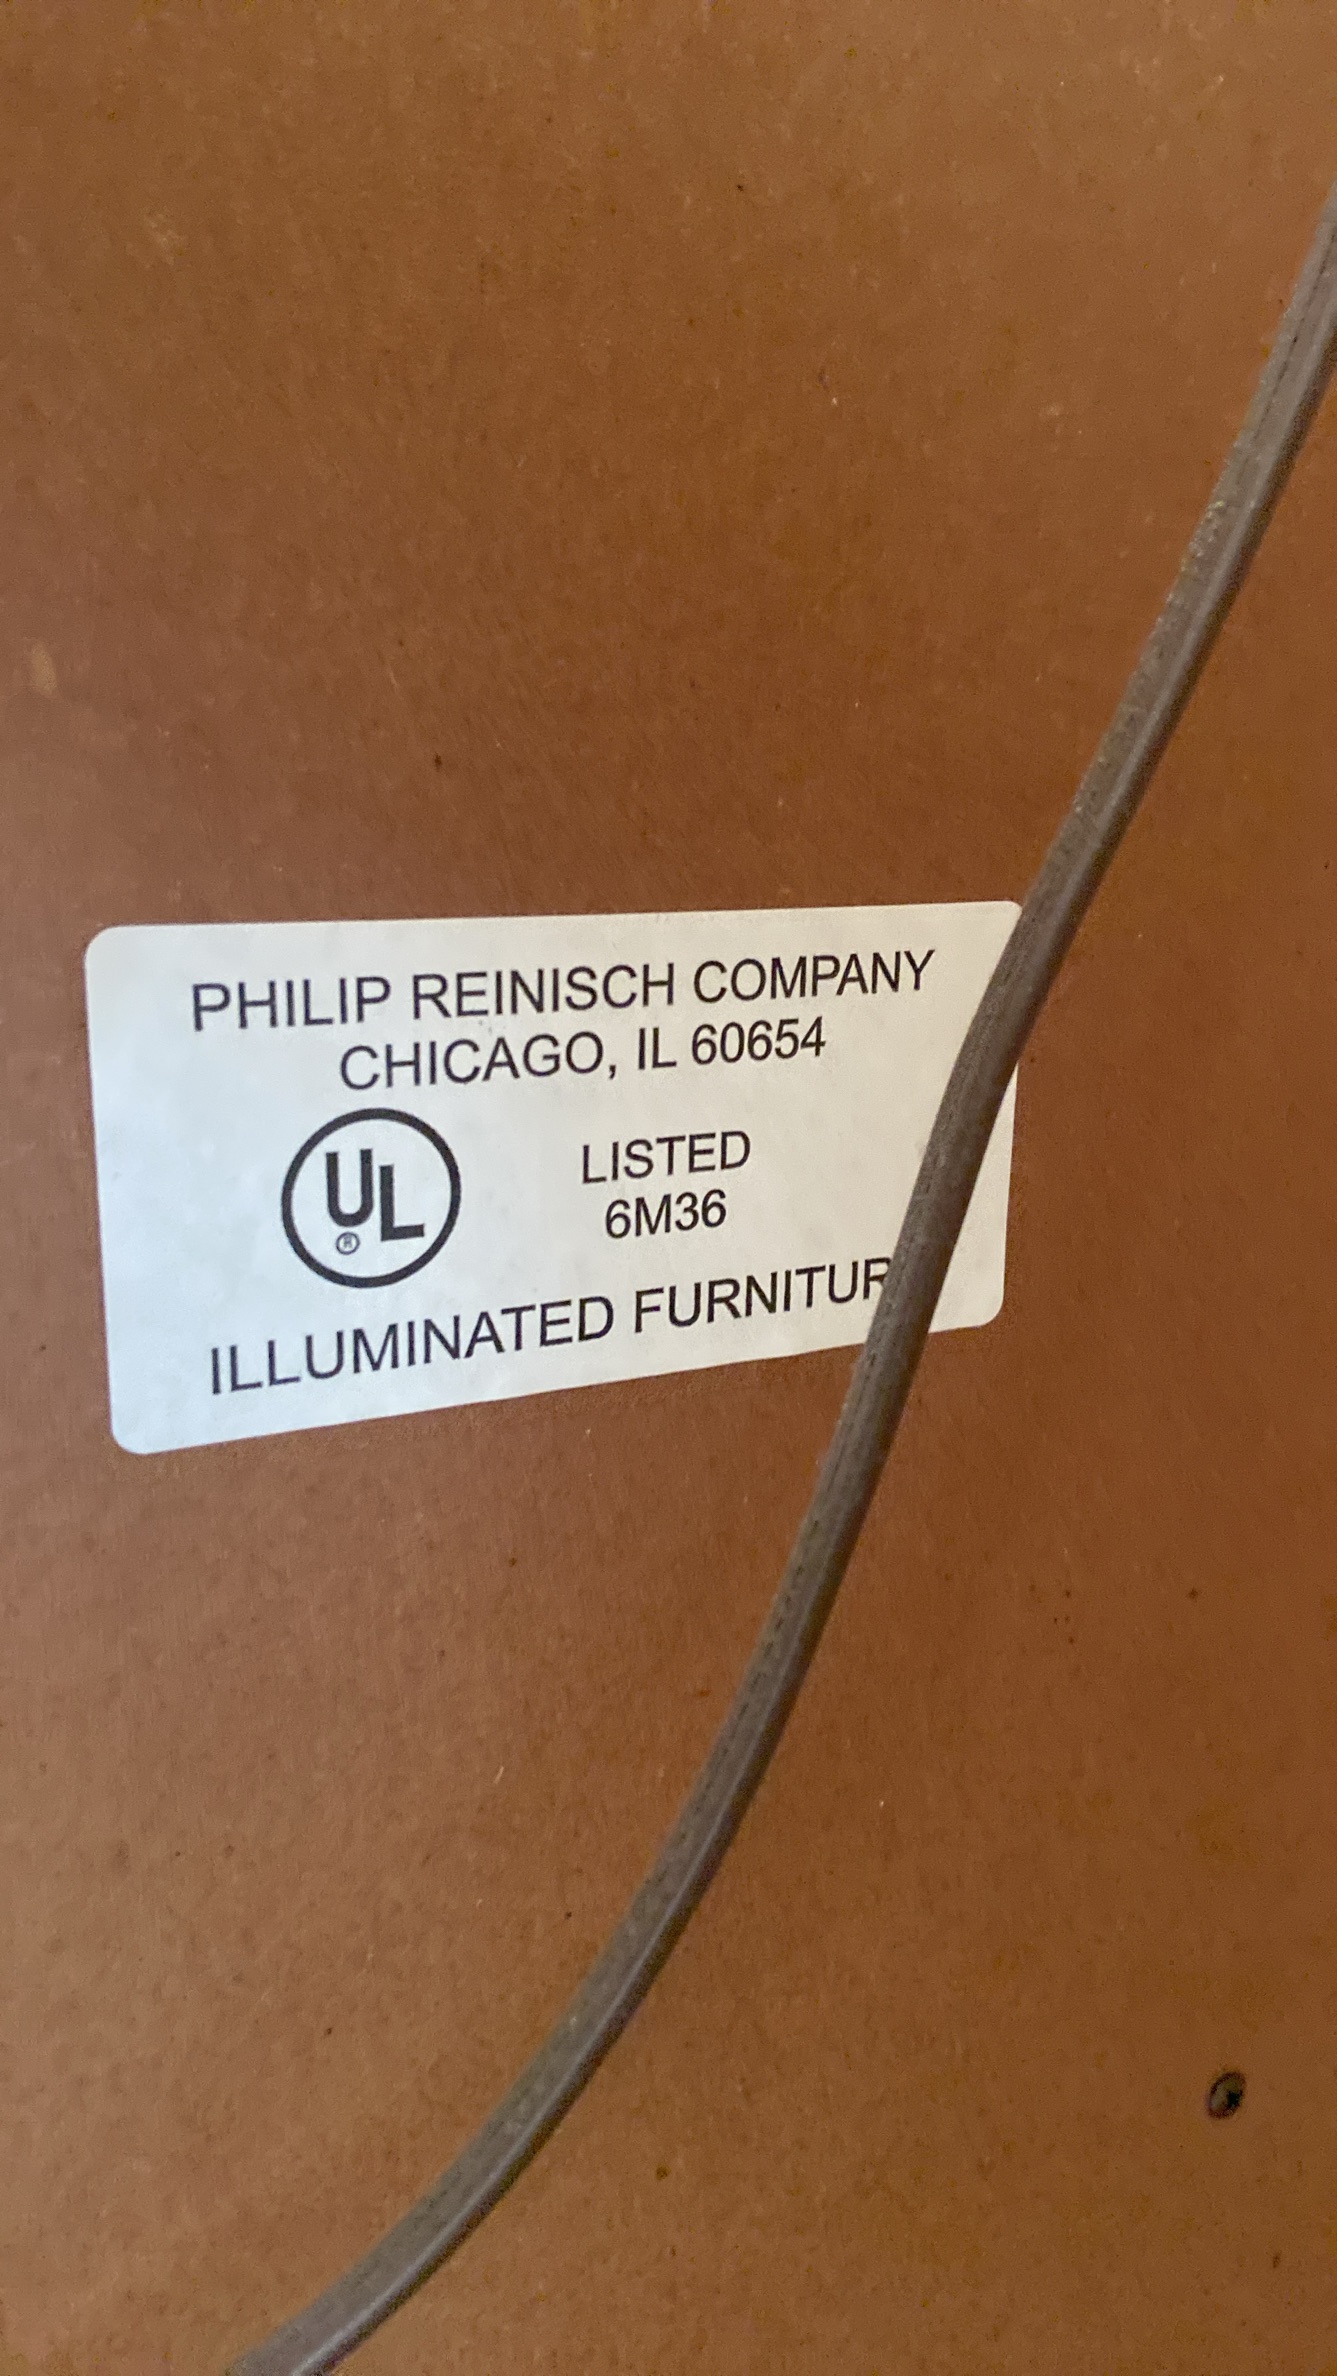 PHILIP REINISCH COMPANY
CHICAGO, IL 60654
UL ®
LISTED
6M36
ILLUMINATED FURNITUR